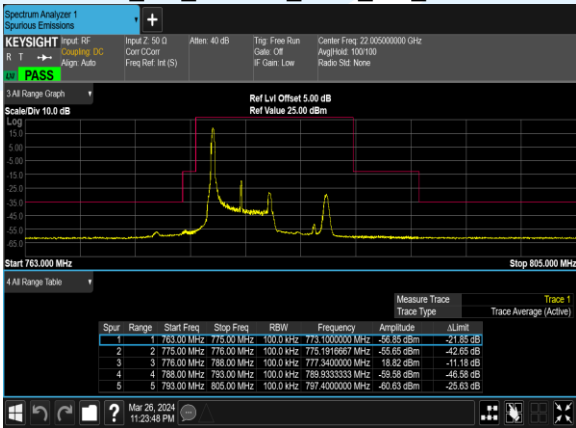 Spectrum Analyzer 1
Spurious Emissions
+
KEYSIGHT Input: RF Input Z: 50 Ω Atten: 40 dB Trig: Free Run Center Freq: 22.005000000 GHz
R T Coupling: DC Corr CCorr Gate: Off Avg|Hold: 100/100
Align: Auto Freq Ref: Int (S) IF Gain: Low Radio Std: None
PASS
3 All Range Graph
Ref Lvl Offset 5.00 dB
Scale/Div 10.0 dB Ref Value 25.00 dBm
Log
15.0
5.00
-5.00
-15.0
-25.0
-35.0
-45.0
-55.0
-65.0
Start 763.000 MHz Stop 805.000 MHz
4 All Range Table
Measure Trace Trace 1
Trace Type Trace Average (Active)
Spur Range Start Freq Stop Freq RBW Frequency Amplitude ΔLimit
1 1 763.00 MHz 775.00 MHz 100.0 kHz 773.1000000 MHz -56.85 dBm -21.85 dB
2 2 775.00 MHz 776.00 MHz 100.0 kHz 775.1916667 MHz -55.65 dBm -42.65 dB
3 3 776.00 MHz 788.00 MHz 100.0 kHz 777.3400000 MHz 18.82 dBm -11.18 dB
4 4 788.00 MHz 793.00 MHz 100.0 kHz 789.9333333 MHz -59.58 dBm -46.58 dB
5 5 793.00 MHz 805.00 MHz 100.0 kHz 797.4000000 MHz -60.63 dBm -25.63 dB
? Mar 26, 2024
11:23:48 PM